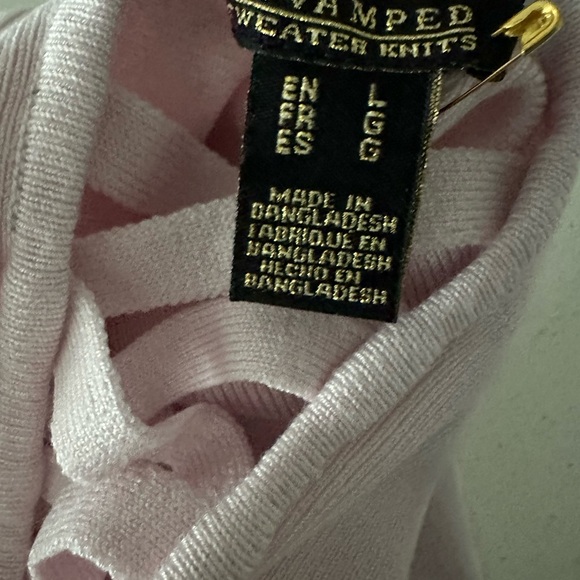 VAMPED
WEATER KNITS
EN L
FR G
ES G
MADE IN
BANGLADESH
FABRIQUE EN
BANGLADESH
HECHO EN
BANGLADESH